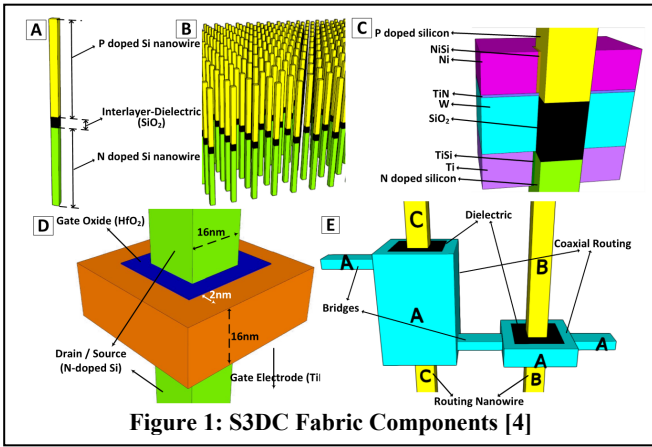 A
P doped Si nanowire
Interlayer-Dielectric
(SiO₂)
N doped Si nanowire
B
C
P doped silicon
NiSi
Ni
TiN
W
SiO₂
TiSi
Ti
N doped silicon
D
Gate Oxide (HfO₂)
16nm
2nm
16nm
Drain / Source
(N-doped Si)
Gate Electrode (Ti
E
C
Dielectric
Coaxial Routing
A
B
A
Bridges
A
A
C
B
Routing Nanowire
Figure 1: S3DC Fabric Components [4]